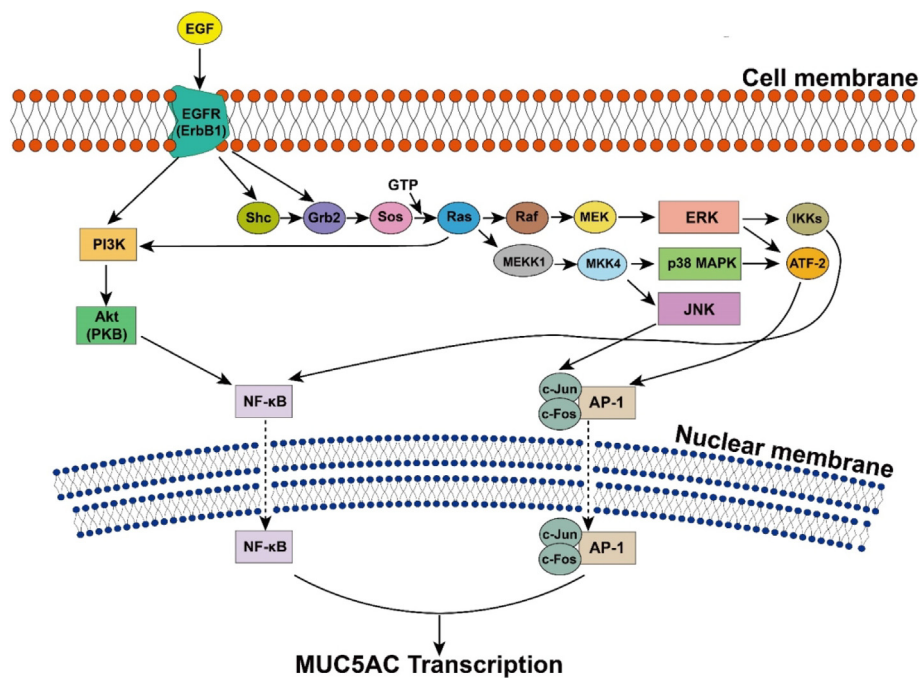 EGF
Cell membrane
EGFR
(ErbB1)
GTP
Shc
Grb2
Sos
Ras
Raf
MEK
ERK
IKKs
PI3K
MEKK1
MKK4
p38 MAPK
ATF-2
Akt
(PKB)
JNK
NF-κB
c-Jun
c-Fos
AP-1
Nuclear membrane
NF-κB
c-Jun
c-Fos
AP-1
MUC5AC Transcription